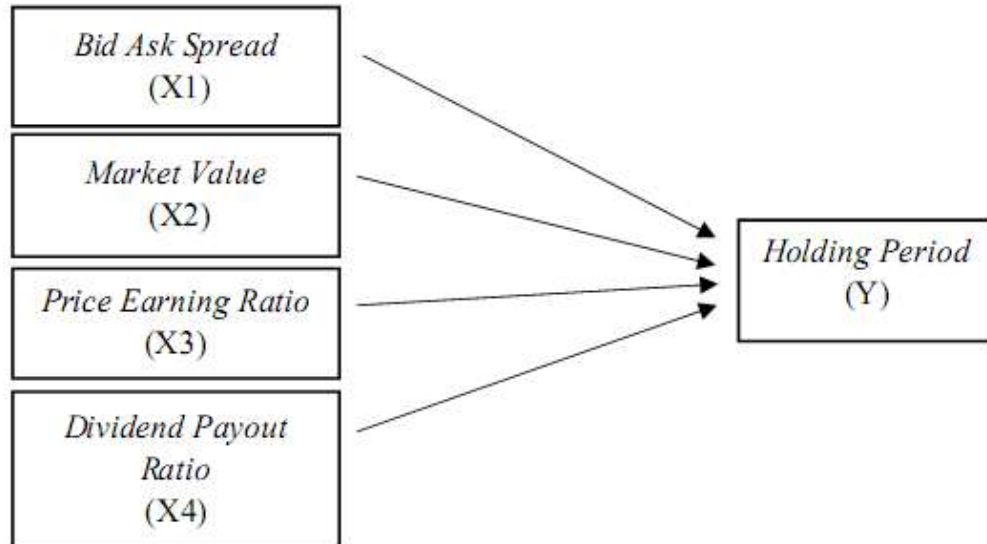 Bid Ask Spread
(X1)
Market Value
(X2)
Price Earning Ratio
(X3)
Dividend Payout
Ratio
(X4)
Holding Period
(Y)